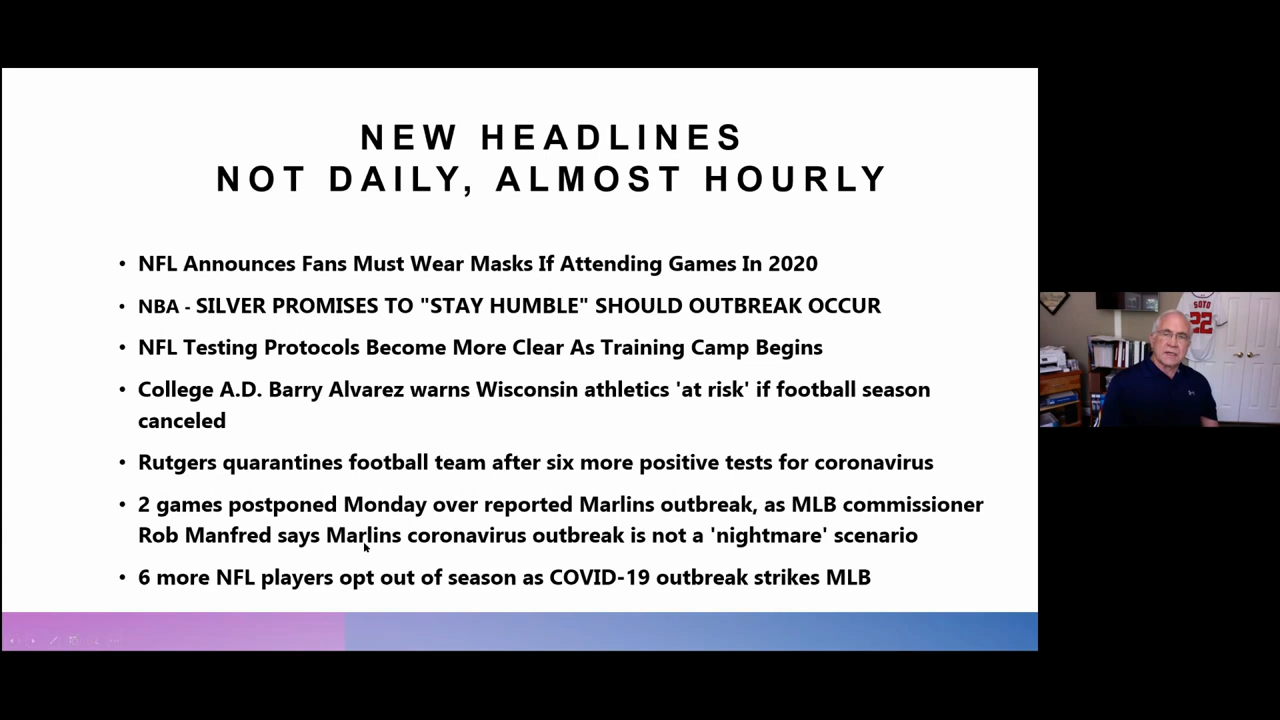 NEW HEADLINES
NOT DAILY, ALMOST HOURLY
• NFL Announces Fans Must Wear Masks If Attending Games In 2020
• NBA - SILVER PROMISES TO "STAY HUMBLE" SHOULD OUTBREAK OCCUR
• NFL Testing Protocols Become More Clear As Training Camp Begins
• College A.D. Barry Alvarez warns Wisconsin athletics 'at risk' if football season
canceled
• Rutgers quarantines football team after six more positive tests for coronavirus
• 2 games postponed Monday over reported Marlins outbreak, as MLB commissioner
Rob Manfred says Marlins coronavirus outbreak is not a 'nightmare' scenario
• 6 more NFL players opt out of season as COVID-19 outbreak strikes MLB
SOTO
22